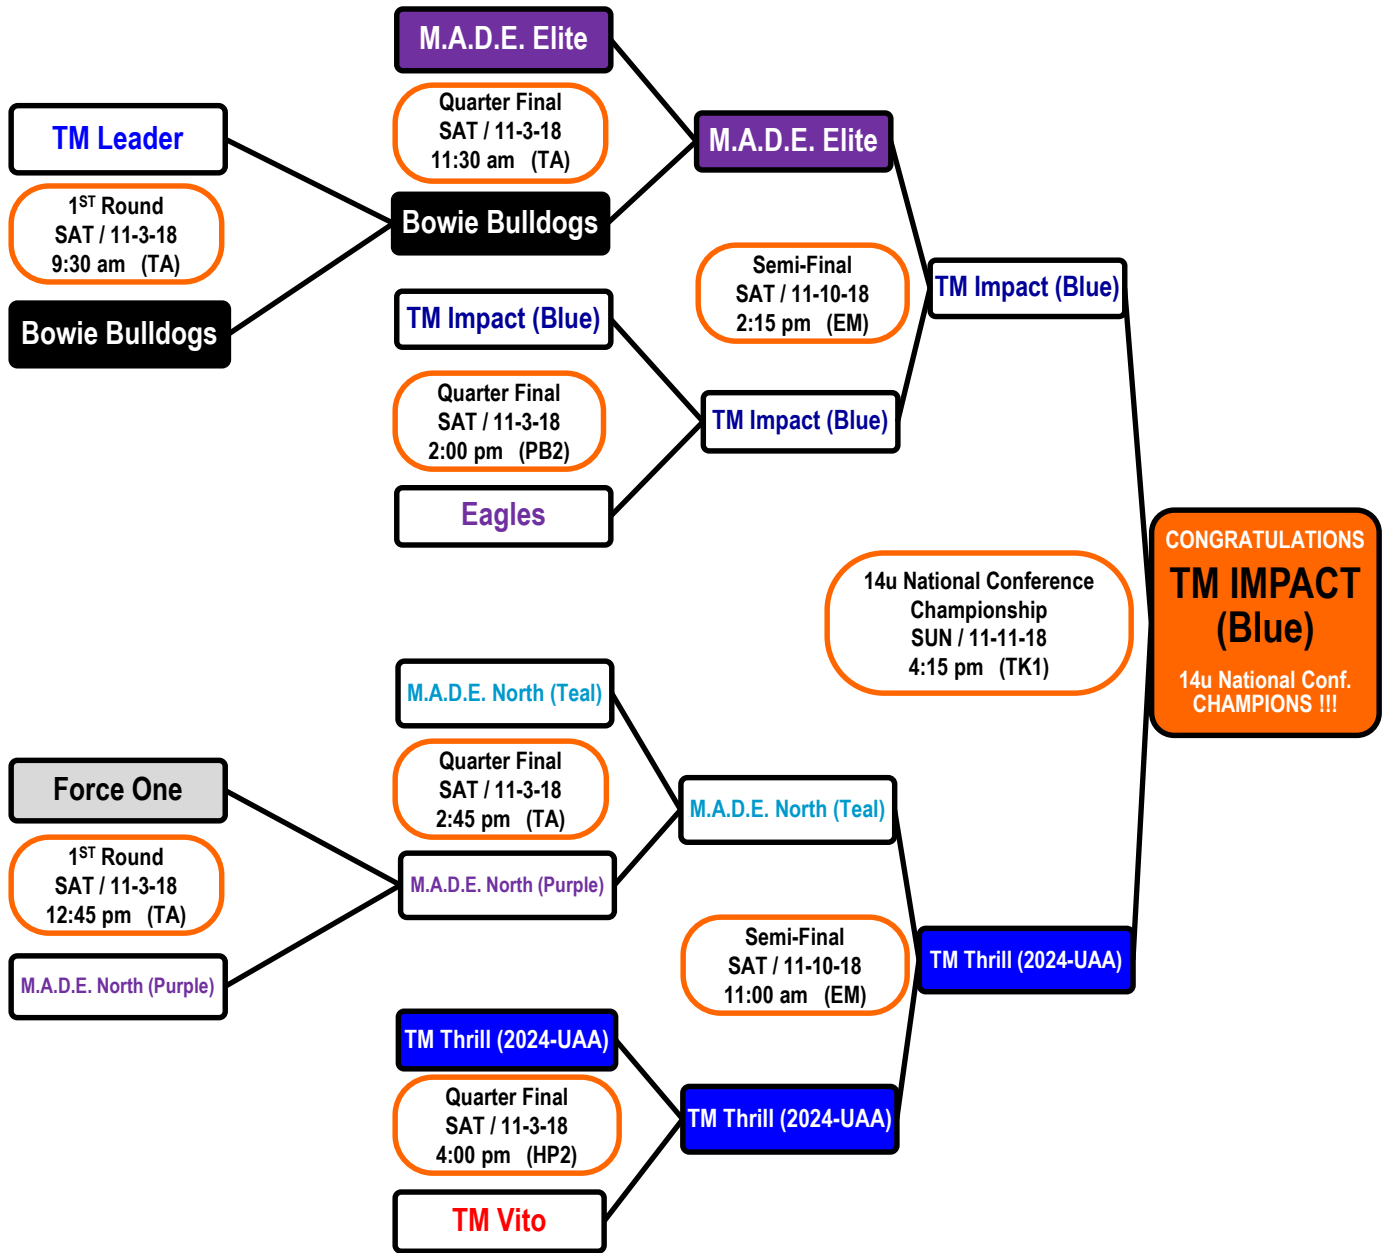 M.A.D.E. Elite
Quarter Final
SAT / 11-3-18
11:30 am (TA)
TM Leader
M.A.D.E. Elite
1ST Round
SAT / 11-3-18
9:30 am (TA)
Bowie Bulldogs
Bowie Bulldogs
Semi-Final
SAT / 11-10-18
2:15 pm (EM)
TM Impact (Blue)
TM Impact (Blue)
Quarter Final
SAT / 11-3-18
2:00 pm (PB2)
TM Impact (Blue)
Eagles
14u National Conference
Championship
SUN / 11-11-18
4:15 pm (TK1)
CONGRATULATIONS
TM IMPACT
(Blue)
14u National Conf.
CHAMPIONS !!!
M.A.D.E. North (Teal)
Quarter Final
SAT / 11-3-18
2:45 pm (TA)
Force One
M.A.D.E. North (Teal)
1ST Round
SAT / 11-3-18
12:45 pm (TA)
M.A.D.E. North (Purple)
M.A.D.E. North (Purple)
Semi-Final
SAT / 11-10-18
11:00 am (EM)
TM Thrill (2024-UAA)
TM Thrill (2024-UAA)
Quarter Final
SAT / 11-3-18
4:00 pm (HP2)
TM Thrill (2024-UAA)
TM Vito